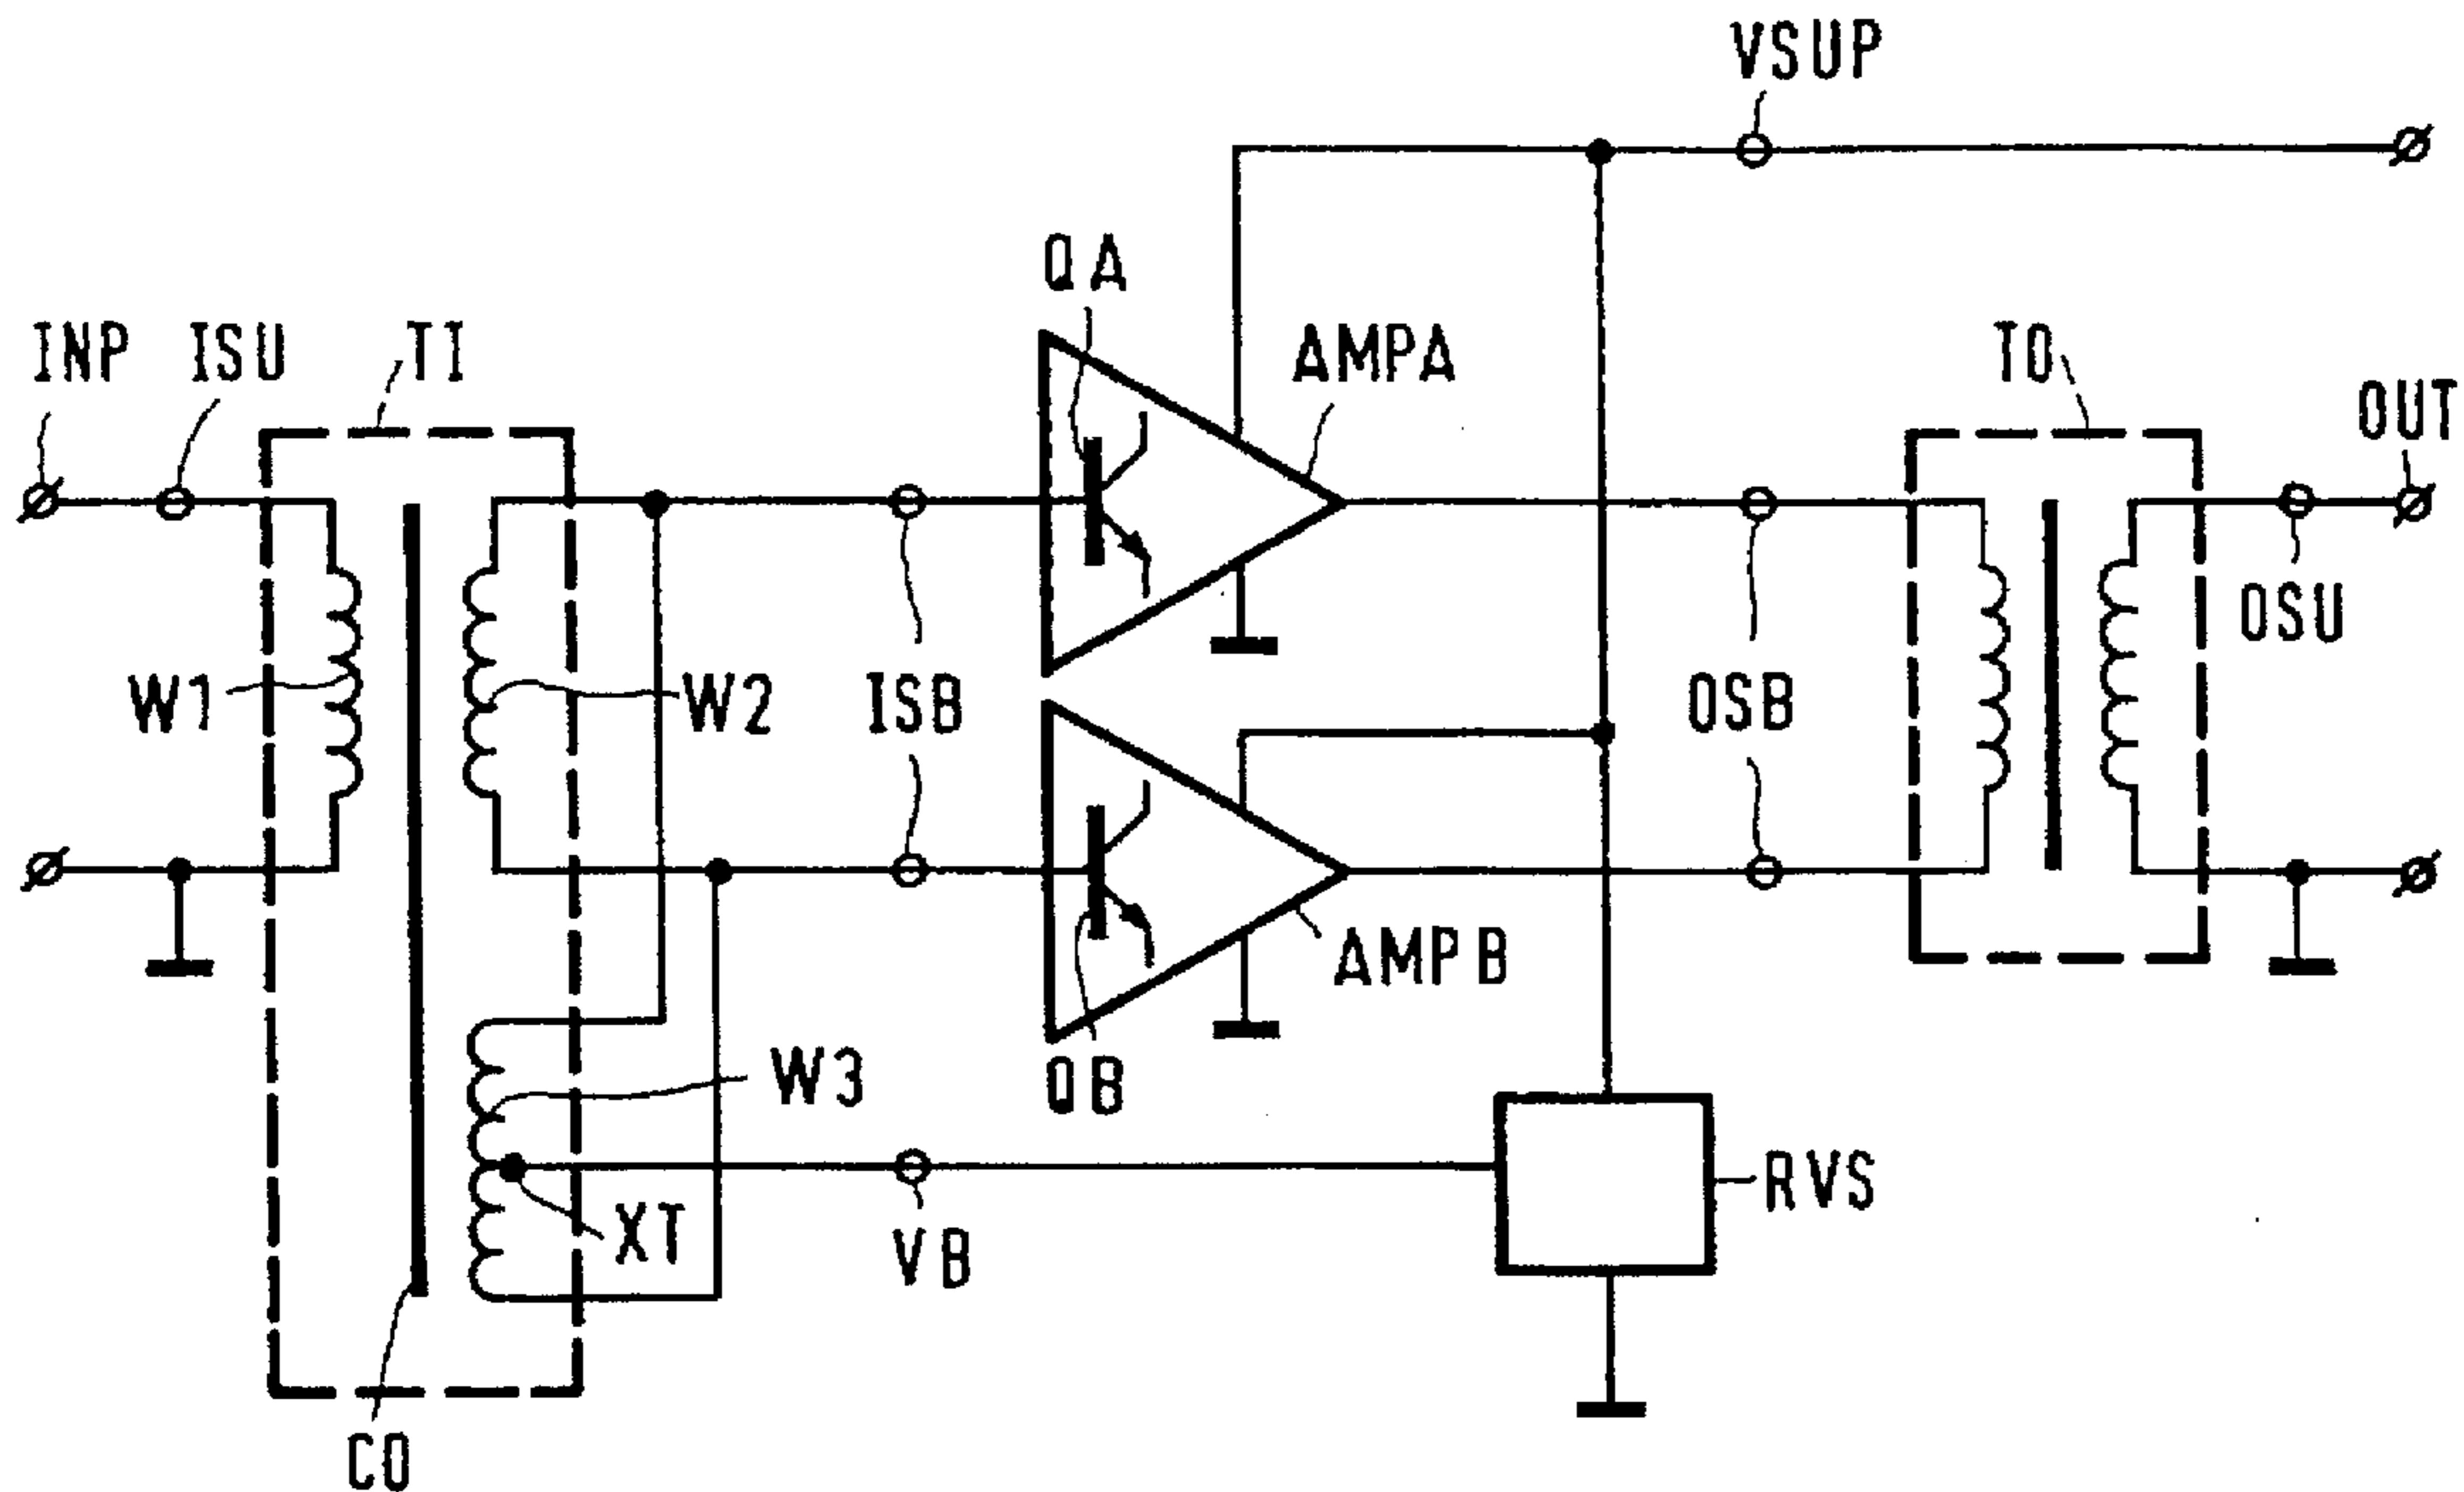 VSUP
QA
INP ISU TI
AMPA
TO
OUT
OSU
W1
W2
ISB
OSB
AMPB
W3
QB
RVS
XT
VB
CO